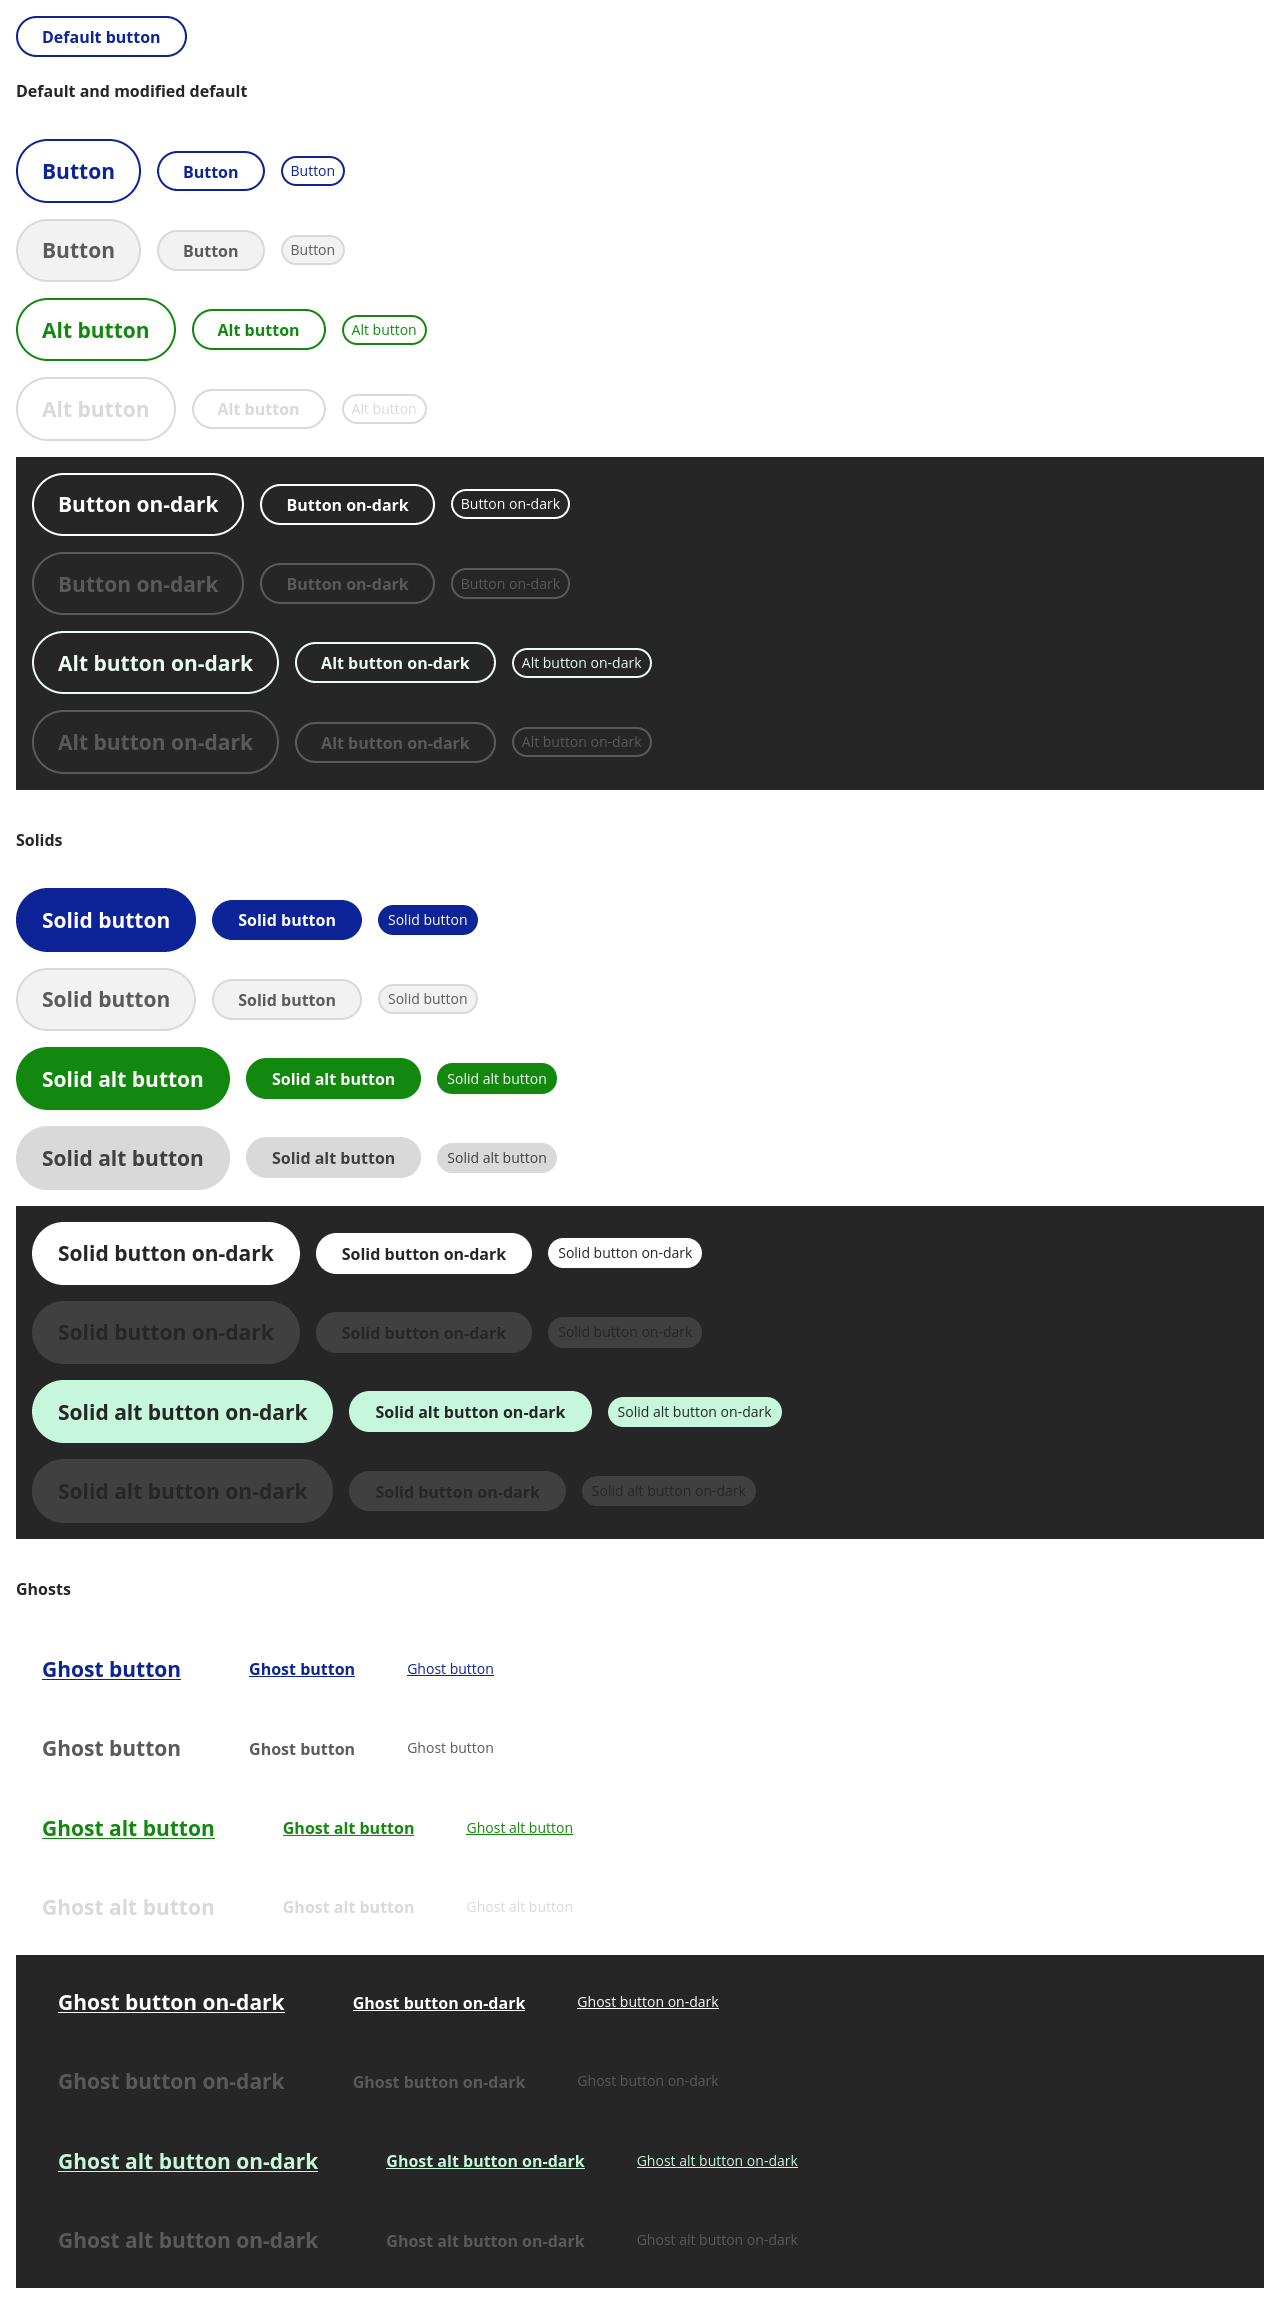 Default button
Default and modified default
Button Button Button
Button Button Button
Alt button Alt button Alt button
Alt button Alt button Alt button
Button on-dark Button on-dark Button on-dark
Button on-dark Button on-dark Button on-dark
Alt button on-dark Alt button on-dark Alt button on-dark
Alt button on-dark Alt button on-dark Alt button on-dark
Solids
Solid button Solid button Solid button
Solid button Solid button Solid button
Solid alt button Solid alt button Solid alt button
Solid alt button Solid alt button Solid alt button
Solid button on-dark Solid button on-dark Solid button on-dark
Solid button on-dark Solid button on-dark Solid button on-dark
Solid alt button on-dark Solid alt button on-dark Solid alt button on-dark
Solid alt button on-dark Solid button on-dark Solid alt button on-dark
Ghosts
Ghost button Ghost button Ghost button
Ghost button Ghost button Ghost button
Ghost alt button Ghost alt button Ghost alt button
Ghost alt button Ghost alt button Ghost alt button
Ghost button on-dark Ghost button on-dark Ghost button on-dark
Ghost button on-dark Ghost button on-dark Ghost button on-dark
Ghost alt button on-dark Ghost alt button on-dark Ghost alt button on-dark
Ghost alt button on-dark Ghost alt button on-dark Ghost alt button on-dark